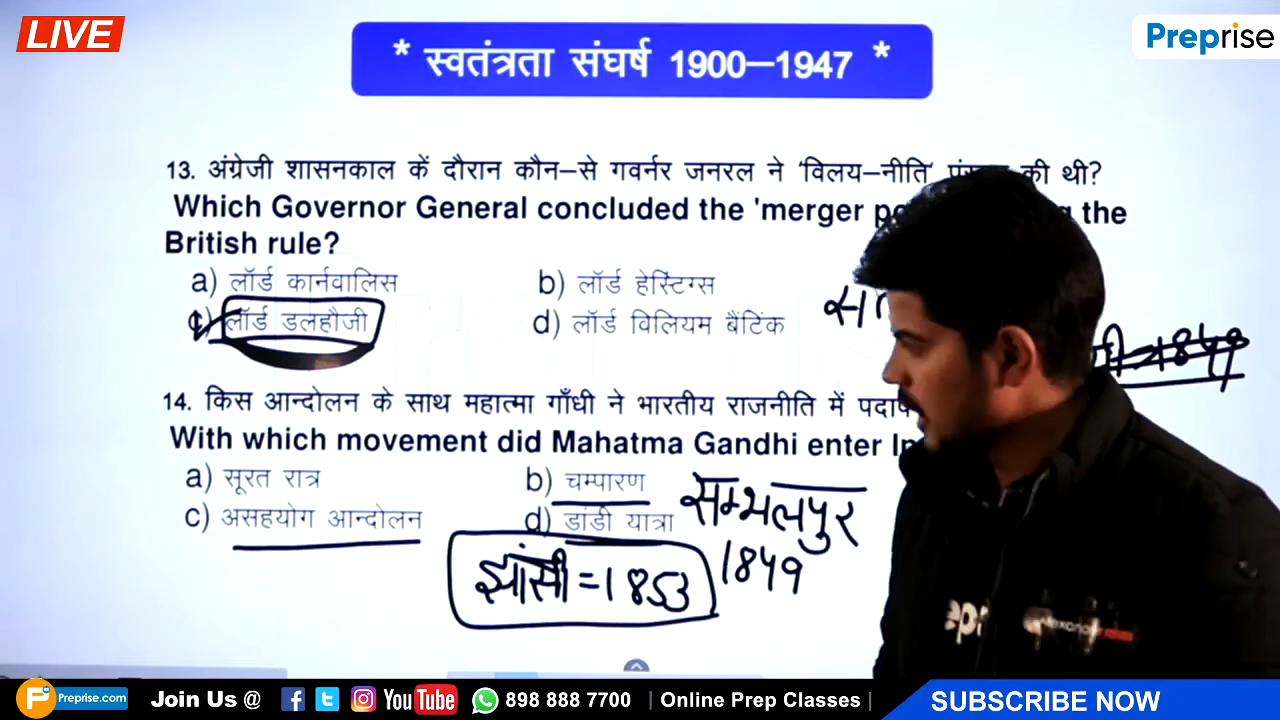 LIVE
Preprise
* स्वतंत्रता संघर्ष 1900–1947 *
13. अंग्रेजी शासनकाल कें दौरान कौन–से गवर्नर जनरल ने 'विलय–नीति' की थी?
Which Governor General concluded the 'merger the
British rule?
a) लॉर्ड कार्नवालिस
b) लॉर्ड हेस्टिंग्स
c) लॉर्ड डलहौजी
d) लॉर्ड विलियम बैंटिंक
1849
14. किस आन्दोलन के साथ महात्मा गाँधी ने भारतीय राजनीति में
With which movement did Mahatma Gandhi enter
a) सूरत रात्र
b) चम्पारण
c) असहयोग आन्दोलन
d) डांडी यात्रा
सम्भलपुर
1849
झांसी = 1853
Preprise.com Join Us @ YouTube 898 888 7700 | Online Prep Classes | SUBSCRIBE NOW